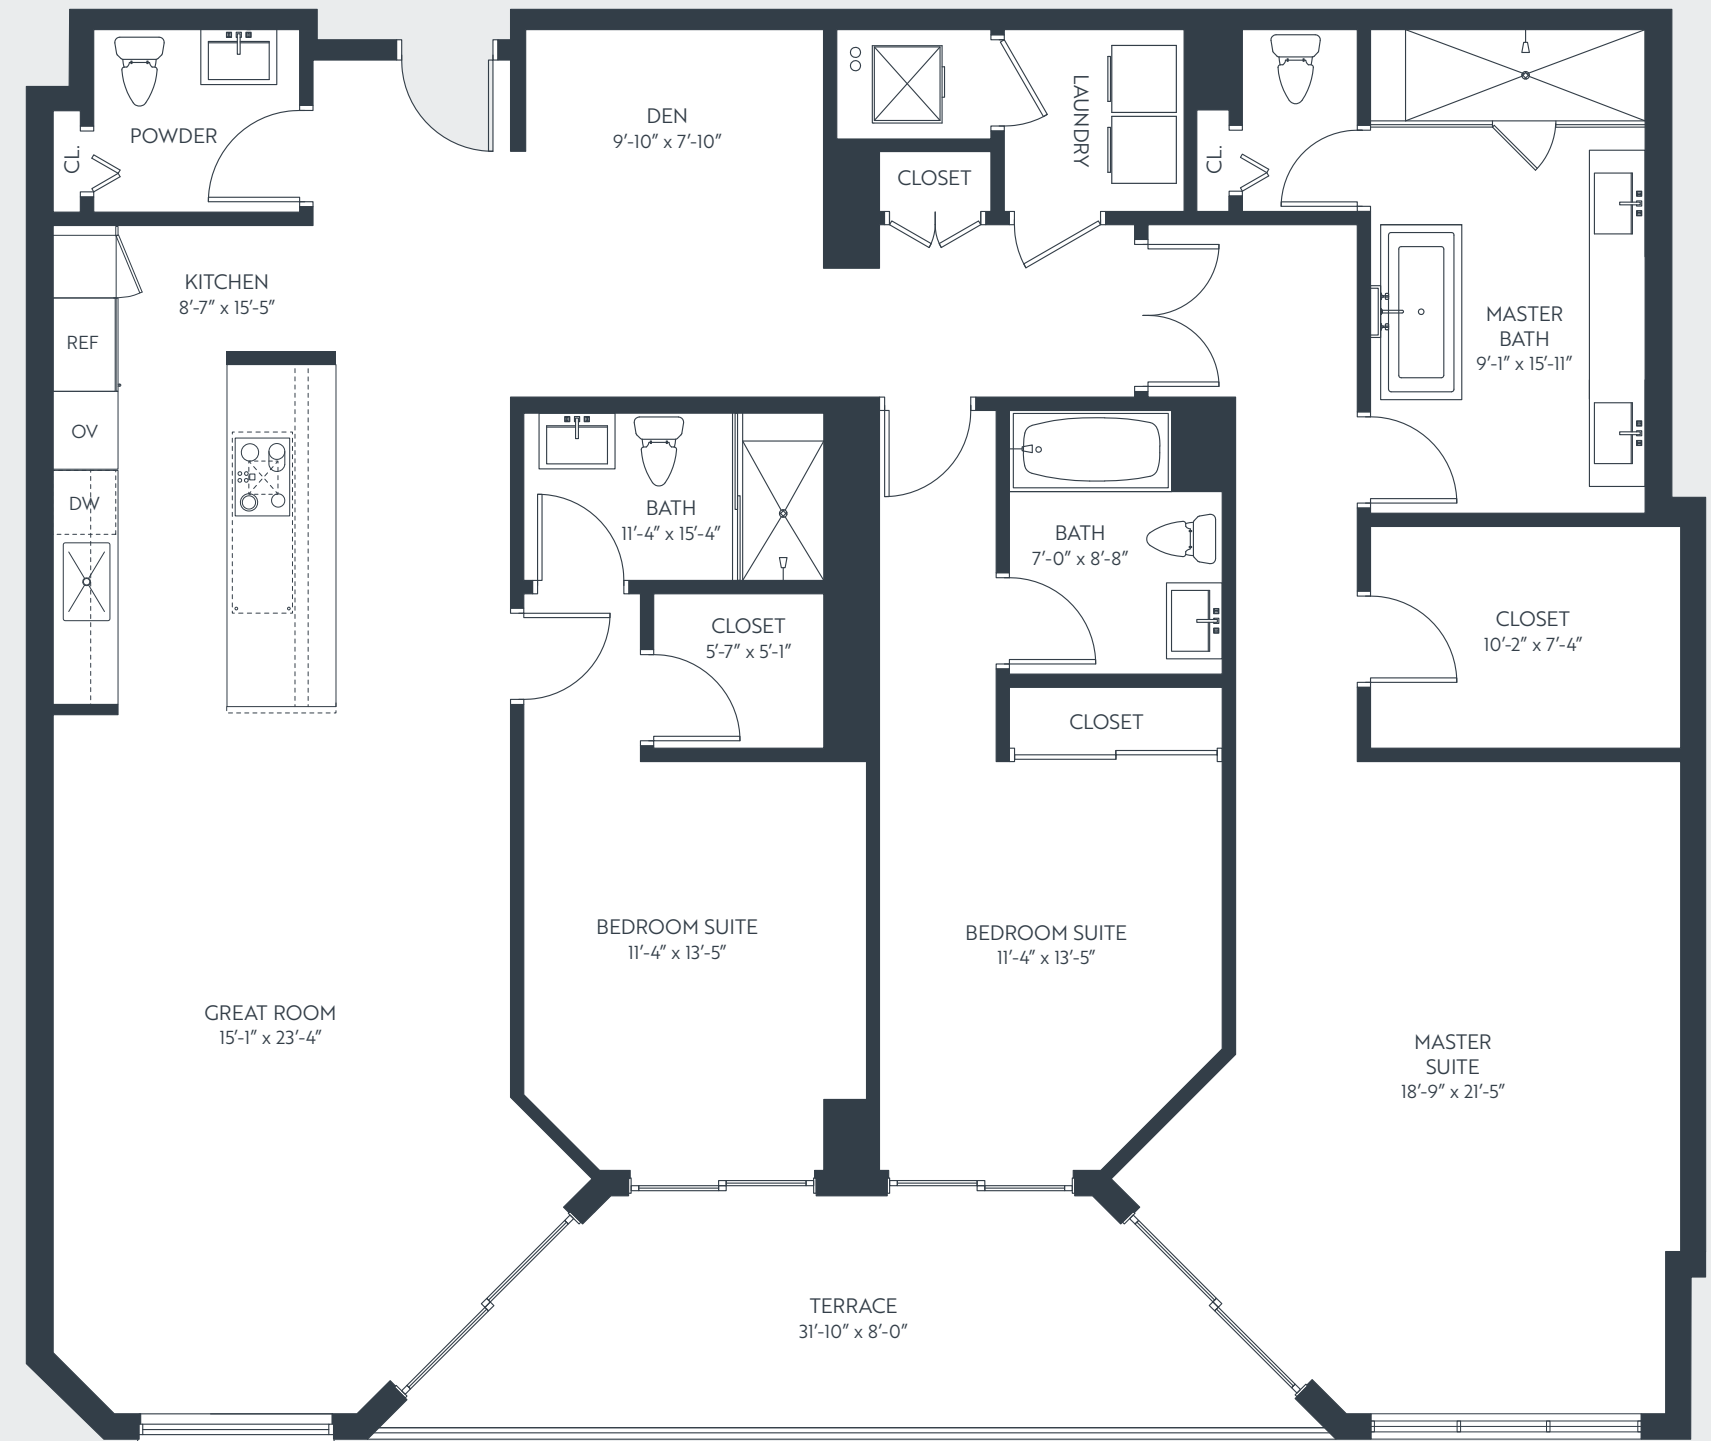 POWDER
CL.
DEN
9'-10" x 7'-10"
LAUNDRY
CLOSET
CL.
KITCHEN
8'-7" x 15'-5"
REF
OV
DW
MASTER
BATH
9'-1" x 15'-11"
BATH
11'-4" x 15'-4"
BATH
7'-0" x 8'-8"
CLOSET
5'-7" x 5'-1"
CLOSET
10'-2" x 7'-4"
CLOSET
BEDROOM SUITE
11'-4" x 13'-5"
BEDROOM SUITE
11'-4" x 13'-5"
GREAT ROOM
15'-1" x 23'-4"
MASTER
SUITE
18'-9" x 21'-5"
TERRACE
31'-10" x 8'-0"